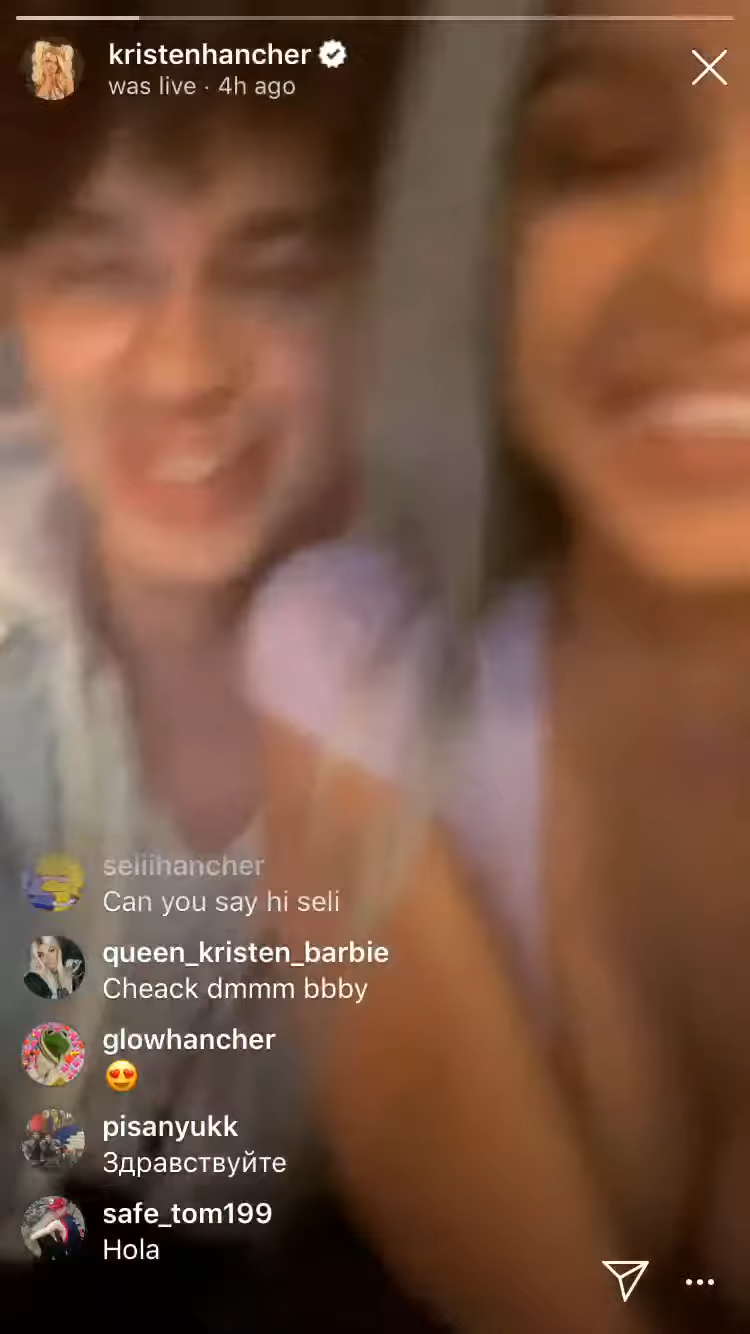 kristenhancher
was live · 4h ago
seliihancher
Can you say hi seli
queen_kristen_barbie
Cheack dmmm bbby
glowhancher
😍
pisanyukk
Здравствуйте
safe_tom199
Hola